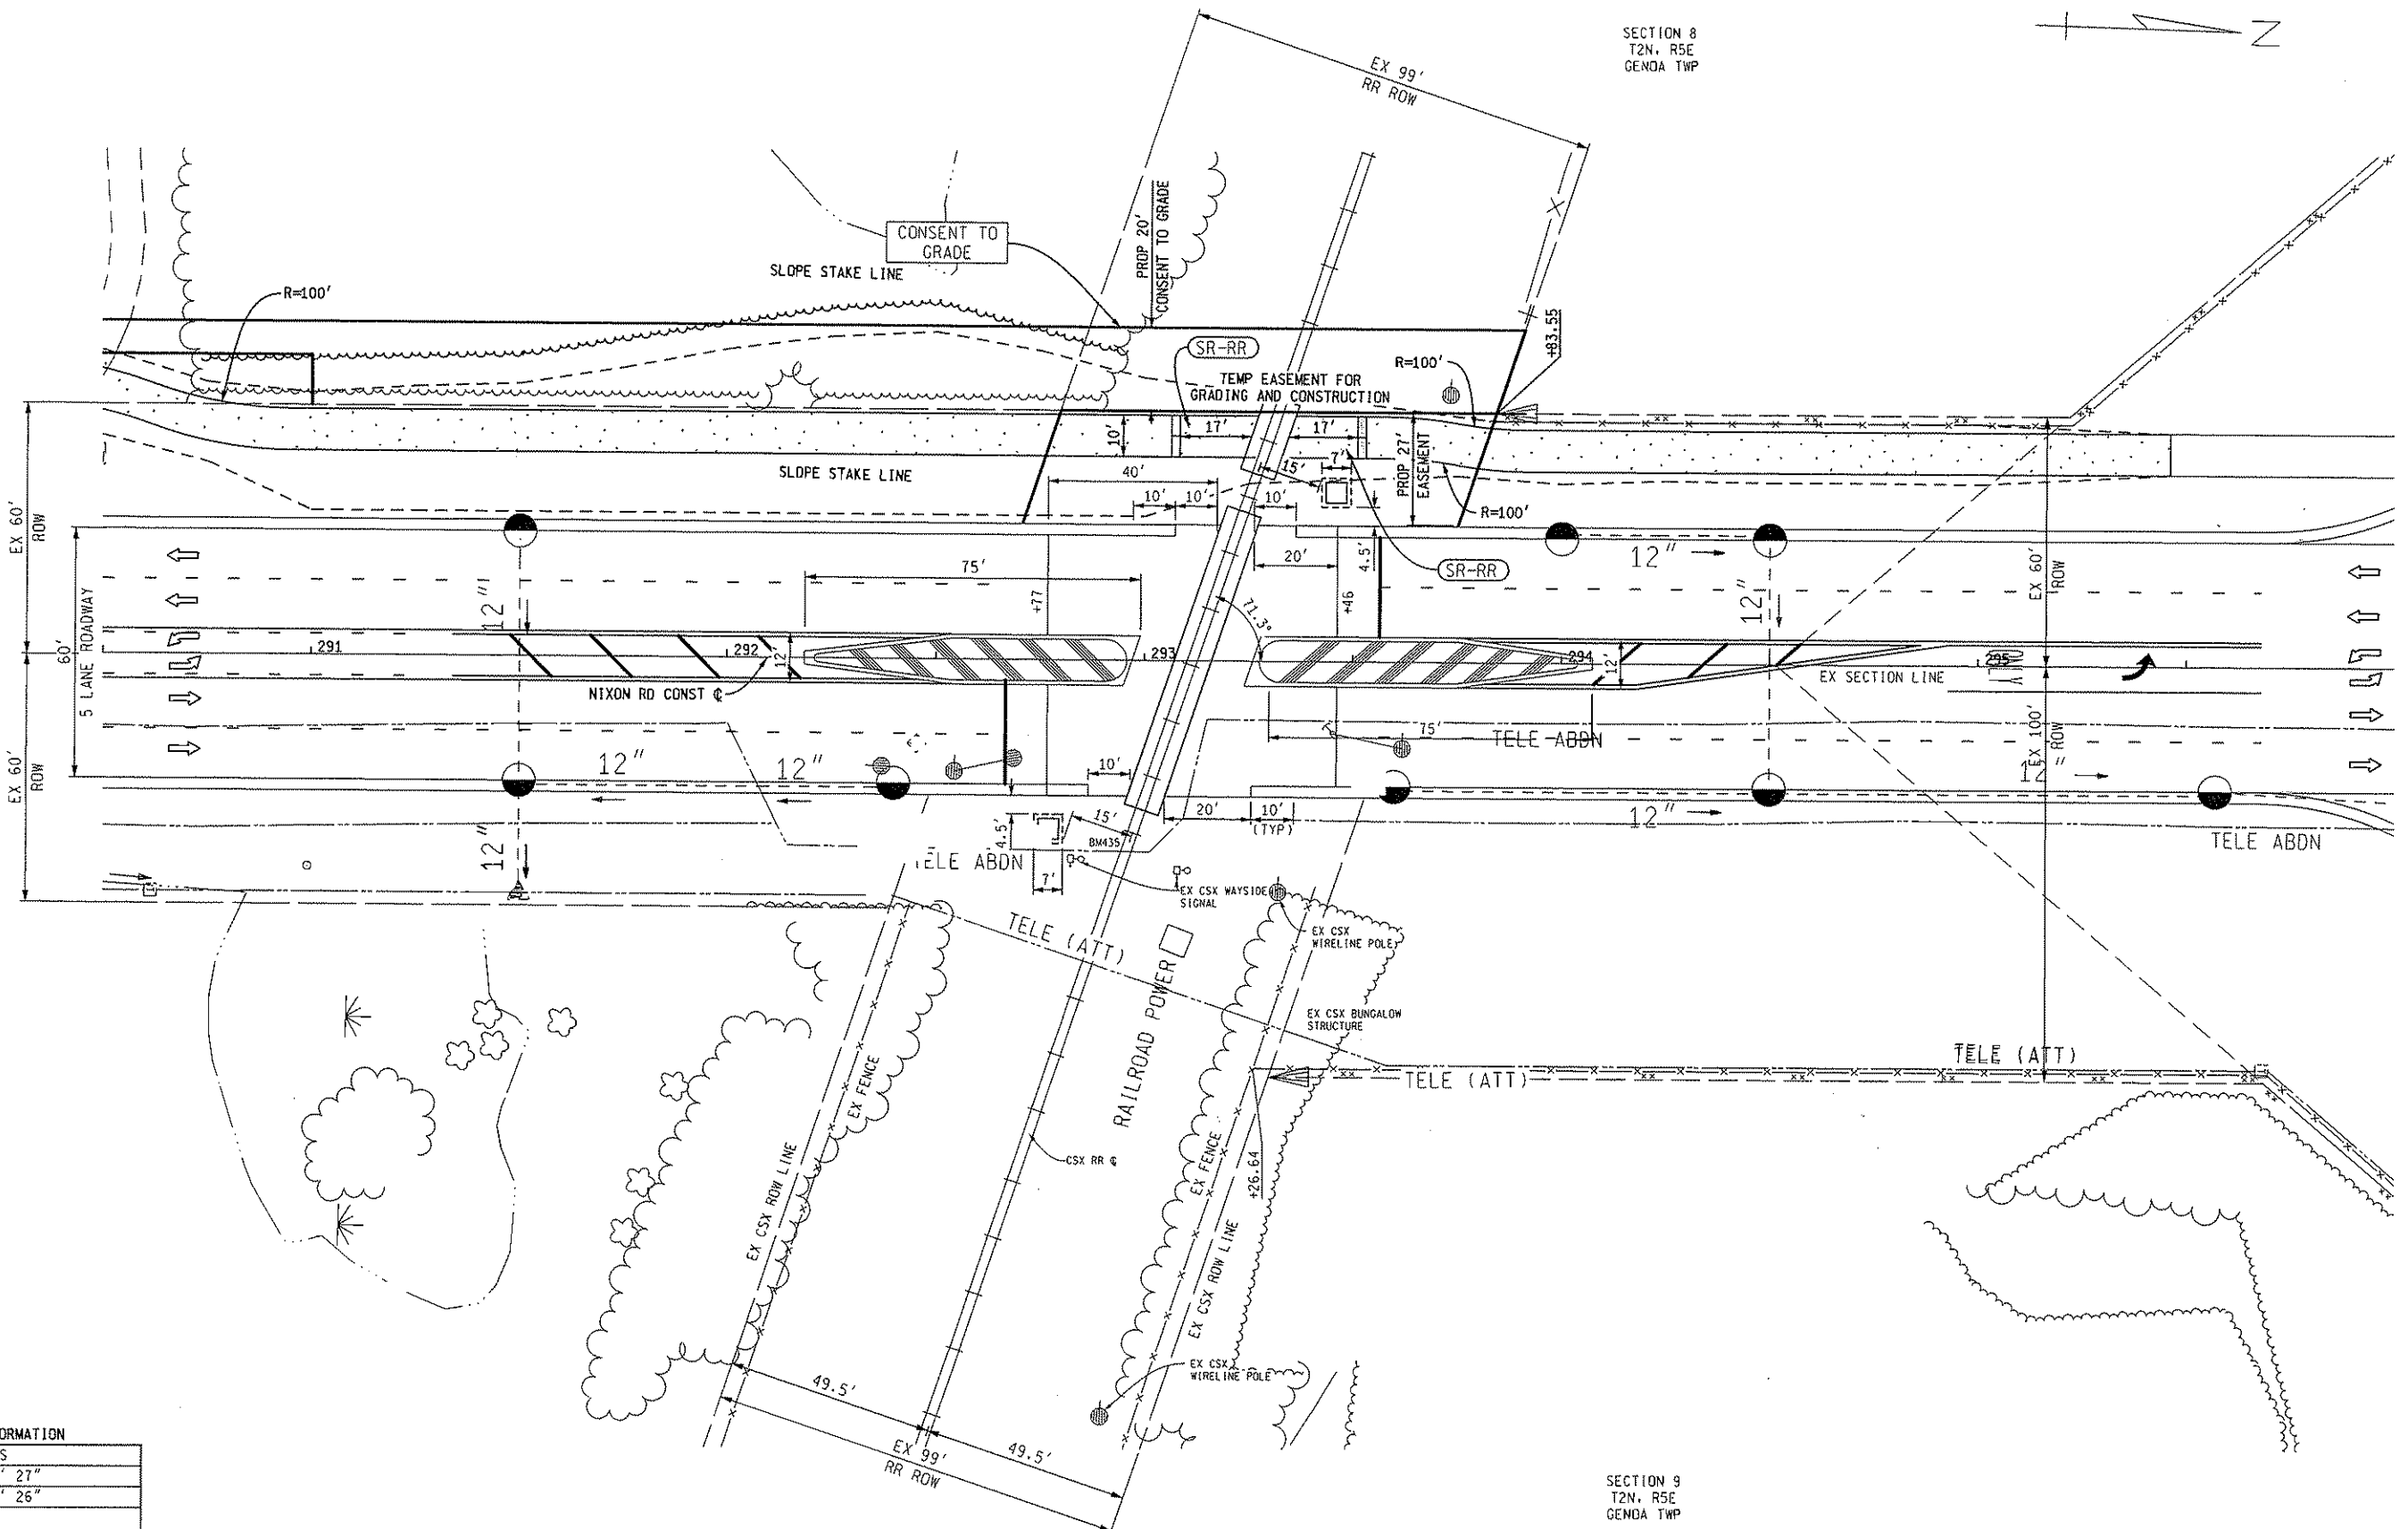 SECTION 8
T2N, R5E
GENOA TWP
N
EX 99'
RR ROW
CONSENT TO
GRADE
PROP 20'
CONSENT TO GRADE
SLOPE STAKE LINE
R=100'
+83.55
SR-RR
R=100'
TEMP EASEMENT FOR
GRADING AND CONSTRUCTION
10'
17'
17'
SLOPE STAKE LINE
40'
15'
7'
PROP 27'
EASEMENT
10'
10'
10'
R=100'
EX 60'
ROW
60'
5 LANE ROADWAY
75'
20'
4.5'
SR-RR
12"
EX 60'
ROW
12"
+77
71.3°
+46
12"
291
292
12'
293
294
12'
295
NIXON RD CONST ℄
EX SECTION LINE
EX 60'
ROW
75'
TELE ABDN
EX 100'
ROW
12"
12"
10'
12"
20'
10'
(TYP)
12"
12"
4.5'
15'
BM435
TELE ABDN
7'
TELE ABDN
EX CSX WAYSIDE
SIGNAL
TELE (ATT)
EX CSX
WIRELINE POLE
RAILROAD POWER
EX CSX BUNGALOW
STRUCTURE
TELE (ATT)
TELE (ATT)
EX FENCE
EX CSX ROW LINE
CSX RR ℄
EX FENCE
+26.64
EX CSX ROW LINE
EX CSX
WIRELINE POLE
49.5'
49.5'
EX 99'
RR ROW
ORMATION
S
' 27"
' 26"
SECTION 9
T2N, R5E
GENOA TWP